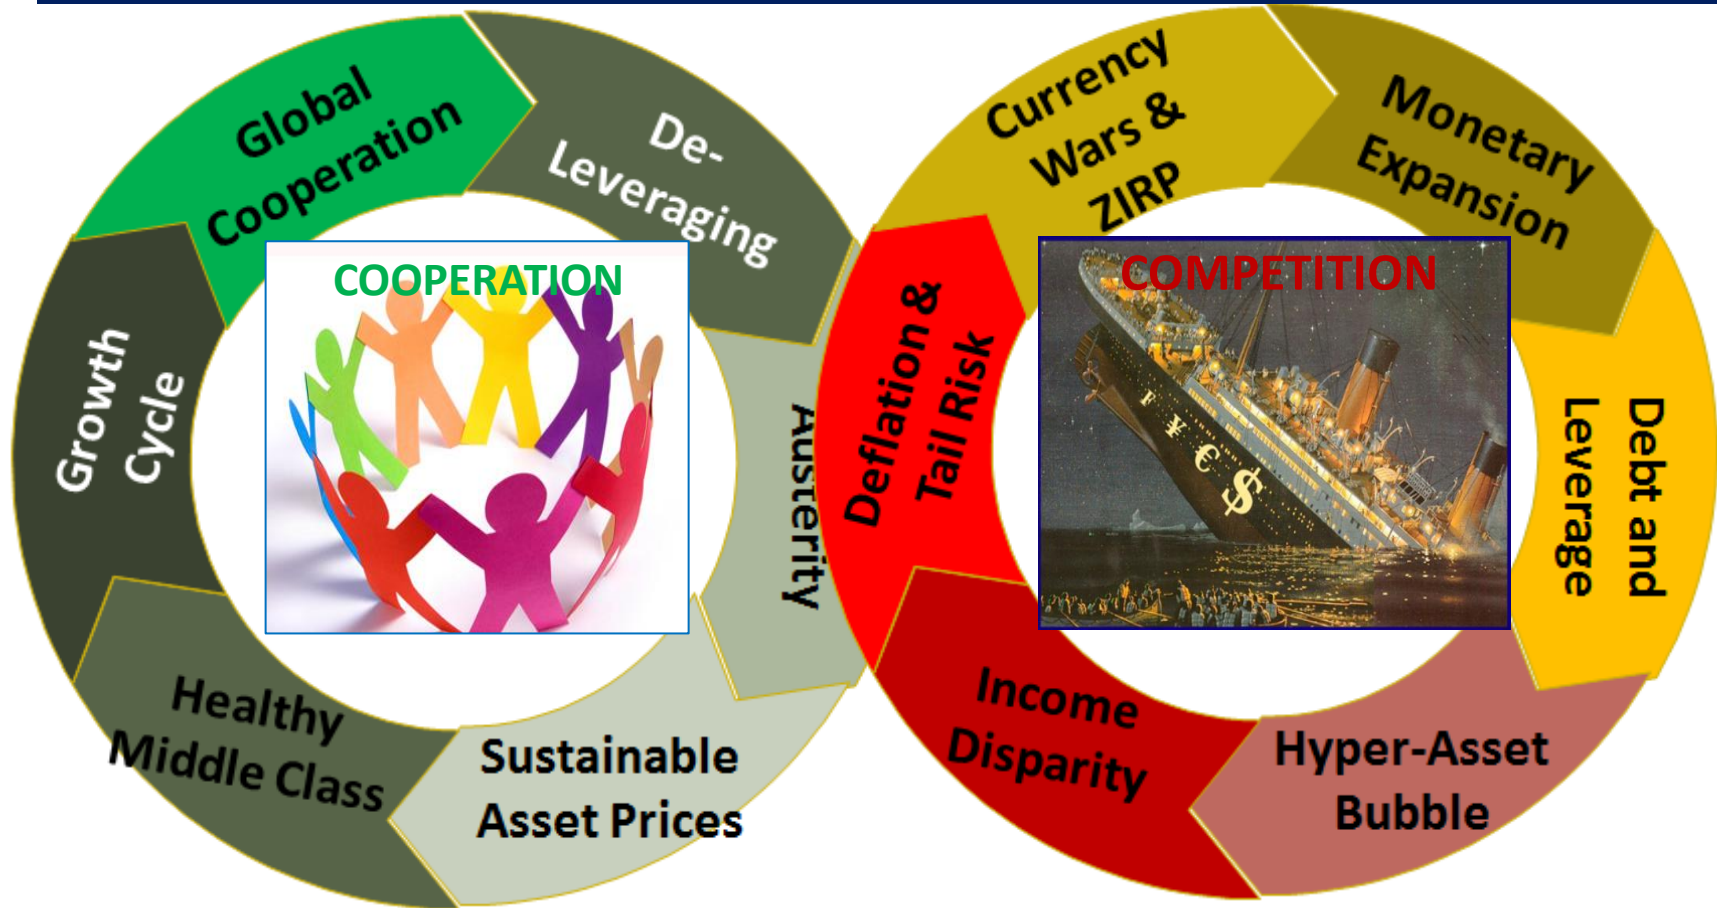 Global
Cooperation
De-
Leveraging
Austerity
Sustainable
Asset Prices
Healthy
Middle Class
Growth
Cycle
COOPERATION
Currency
Wars &
ZIRP
Monetary
Expansion
Debt and
Leverage
Hyper-Asset
Bubble
Income
Disparity
Deflation &
Tail Risk
COMPETITION
F ¥ € $